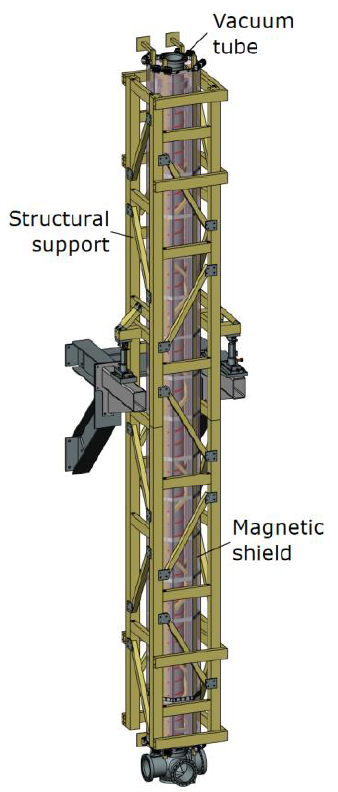 Vacuum
tube
Structural
support
Magnetic
shield